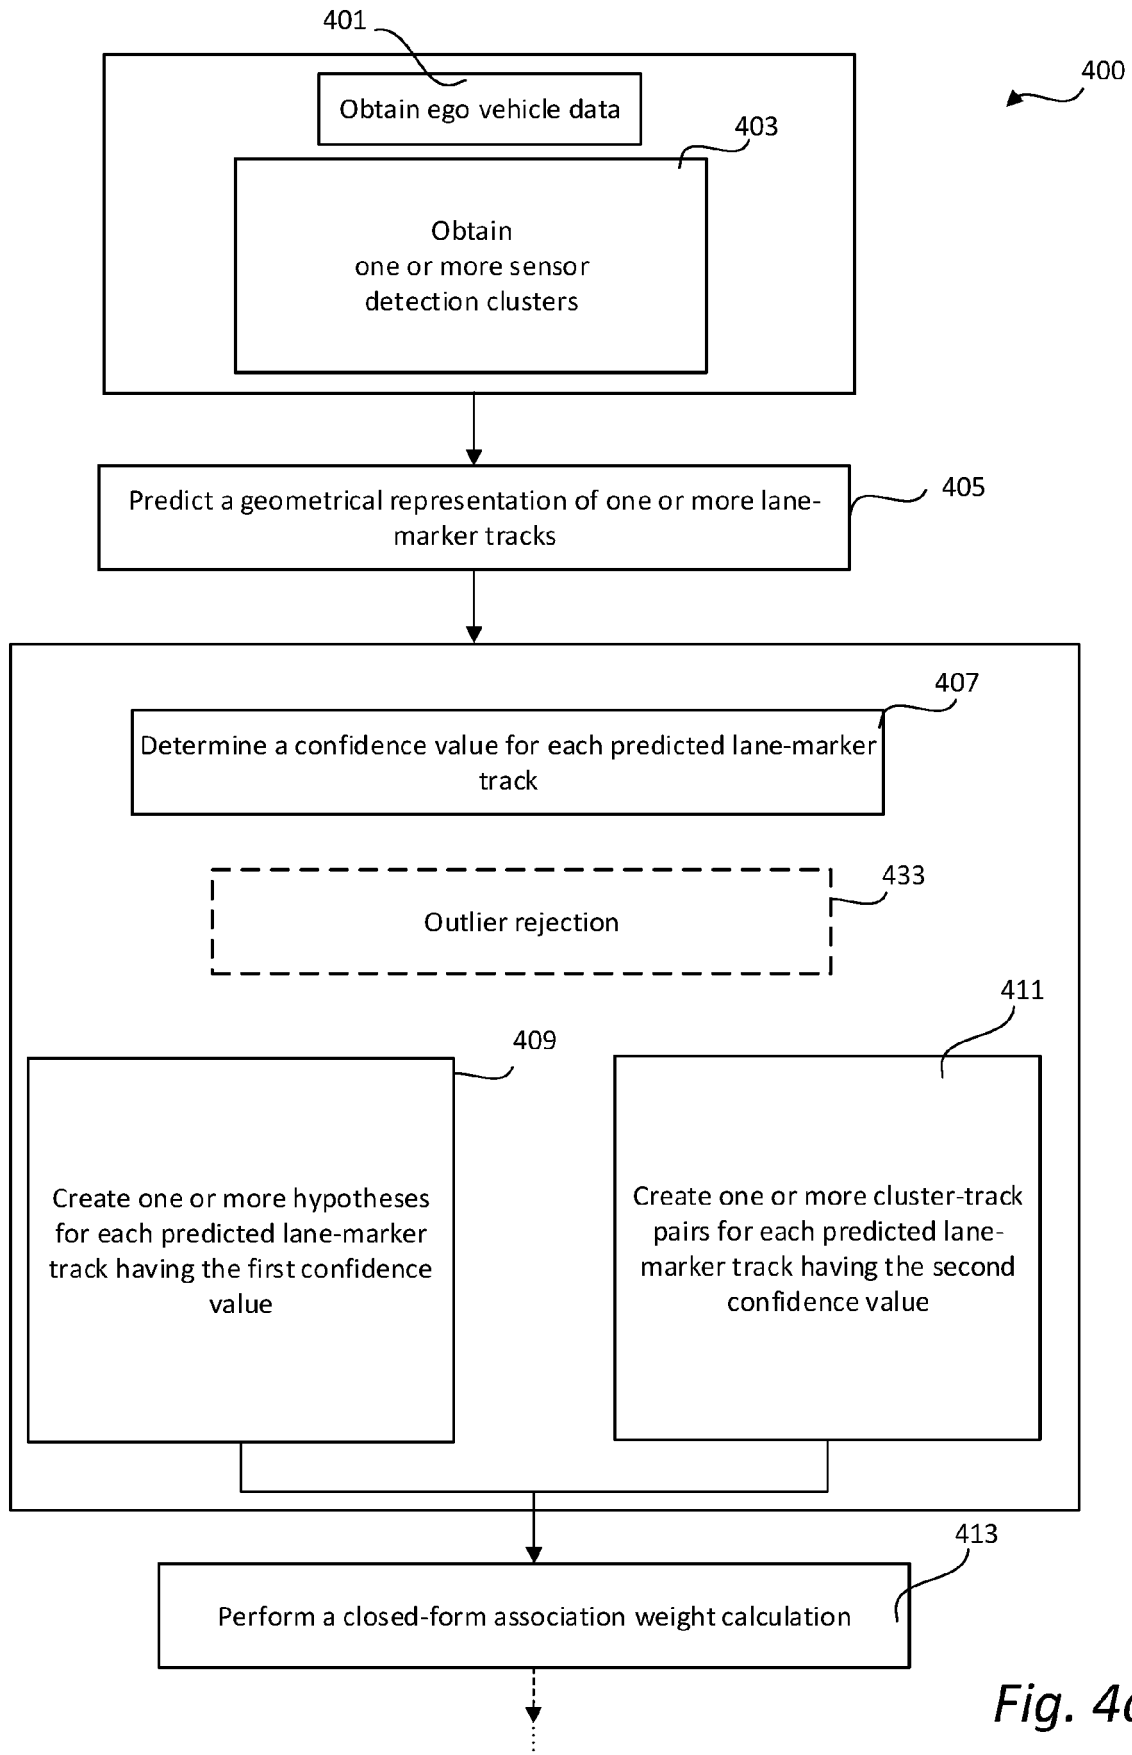 401
400
Obtain ego vehicle data
403
Obtain
one or more sensor
detection clusters
405
Predict a geometrical representation of one or more lane-
marker tracks
407
Determine a confidence value for each predicted lane-marker
track
433
Outlier rejection
411
409
Create one or more hypotheses
for each predicted lane-marker
track having the first confidence
value
Create one or more cluster-track
pairs for each predicted lane-
marker track having the second
confidence value
413
Perform a closed-form association weight calculation
Fig.